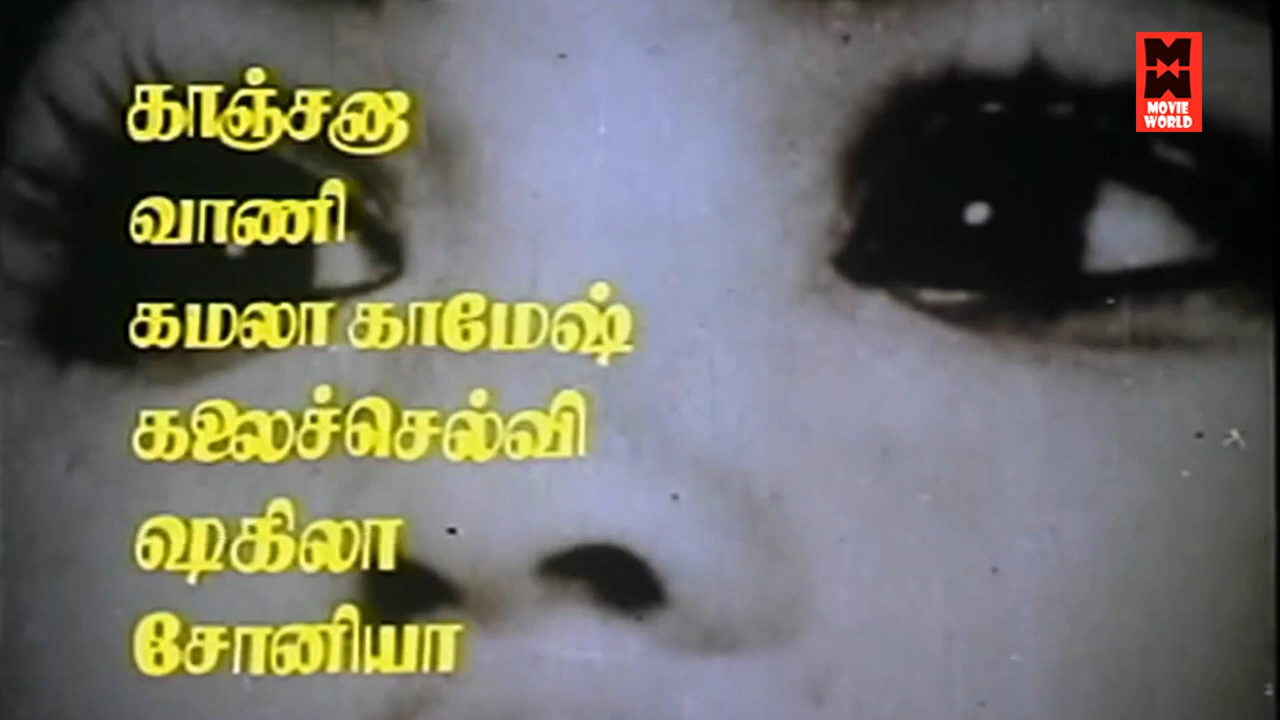 காஞ்சனா
வாணி
கமலா காமேஷ்
கலைச்செல்வி
ஷகிலா
சோனியா
MOVIE
WORLD